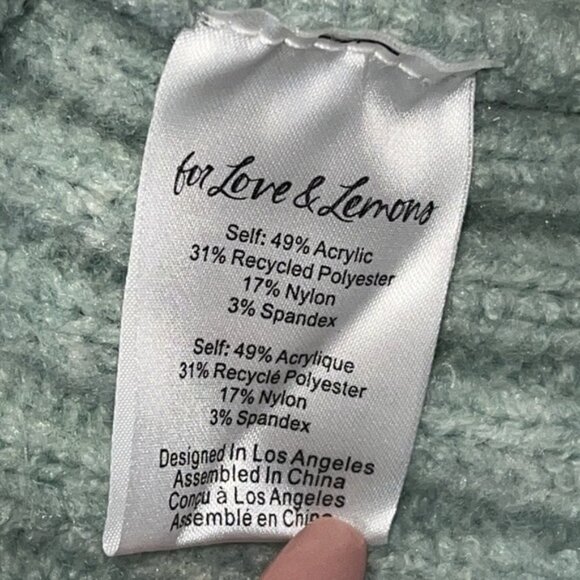 for Love & Lemons
Self: 49% Acrylic
31% Recycled Polyester
17% Nylon
3% Spandex
Self: 49% Acrylique
31% Recyclé Polyester
17% Nylon
3% Spandex
Designed In Los Angeles
Assembled In China
Conçu à Los Angeles
Assemblé en Chine